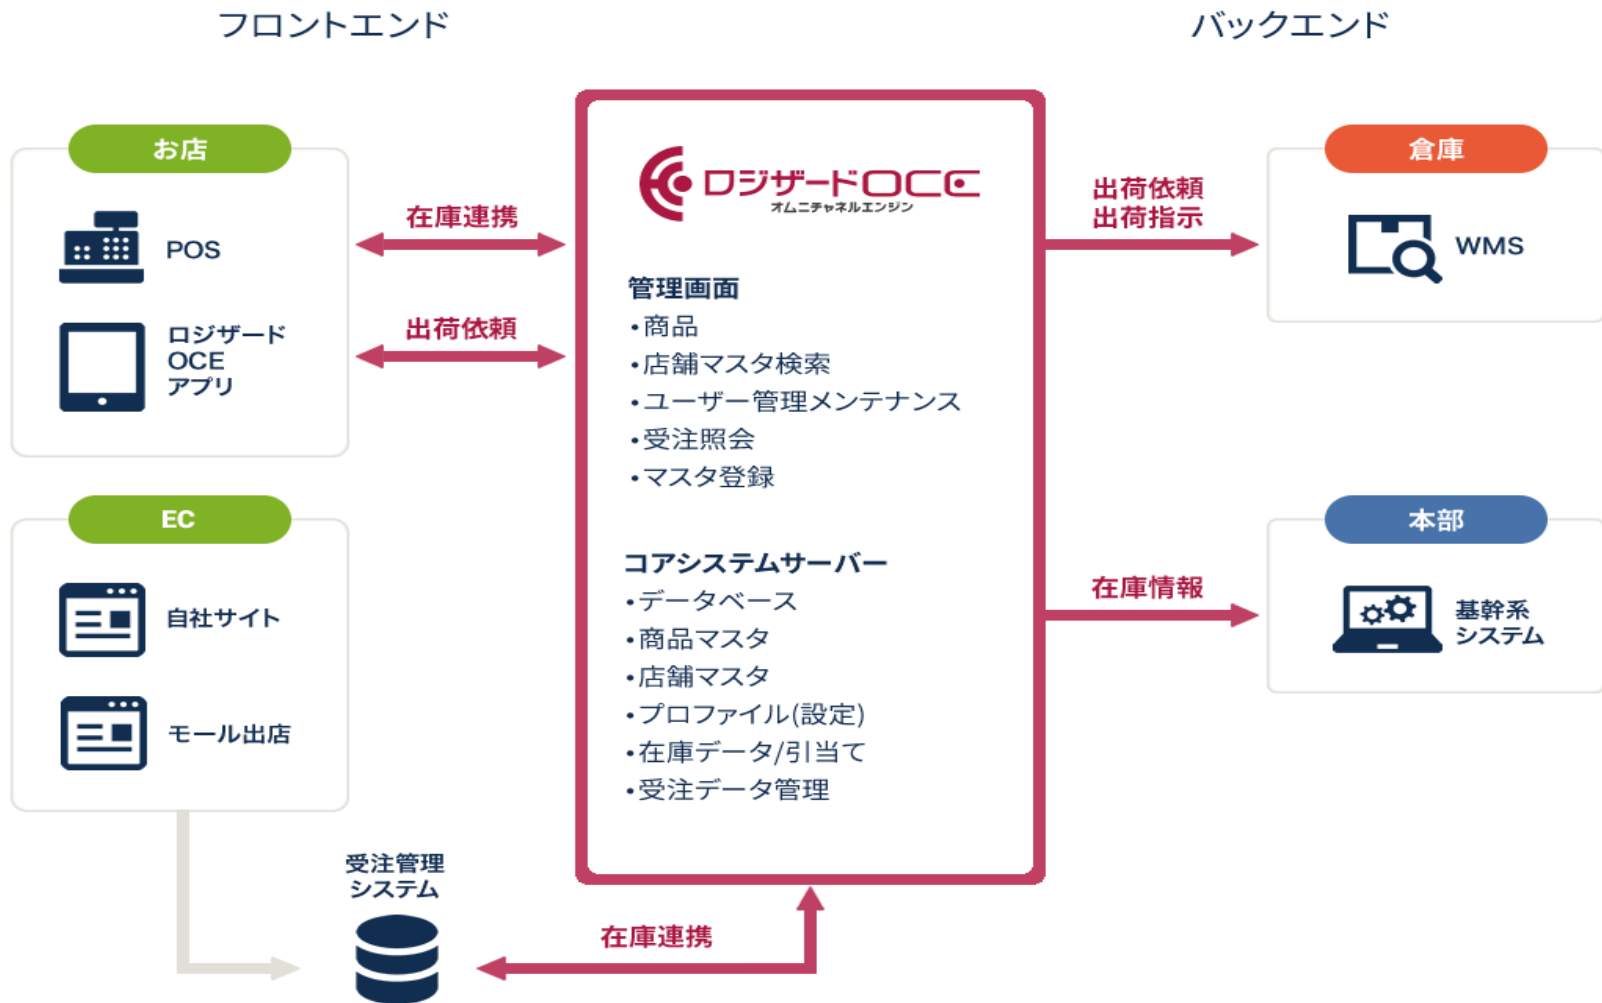 フロントエンド
バックエンド
お店
POS
ロジザード
OCE
アプリ
在庫連携
出荷依頼
EC
自社サイト
モール出店
受注管理
システム
在庫連携
ロジザードOCE
オムニチャネルエンジン
管理画面
•商品
•店舗マスタ検索
•ユーザー管理メンテナンス
•受注照会
•マスタ登録
コアシステムサーバー
•データベース
•商品マスタ
•店舗マスタ
•プロファイル(設定)
•在庫データ/引当て
•受注データ管理
出荷依頼
出荷指示
倉庫
WMS
在庫情報
本部
基幹系
システム